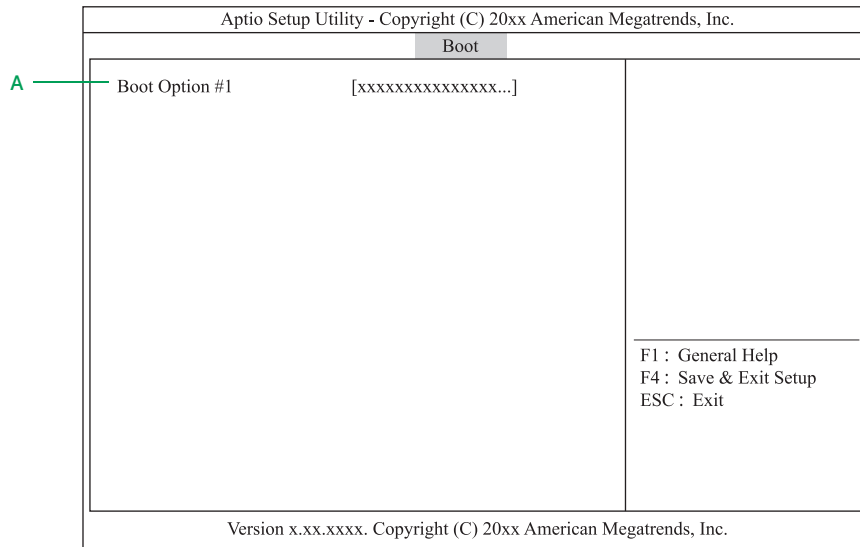 Aptio Setup Utility - Copyright (C) 20xx American Megatrends, Inc.
Boot
A
Boot Option #1 [xxxxxxxxxxxxxxx...]
F1 : General Help
F4 : Save & Exit Setup
ESC : Exit
Version x.xx.xxxx. Copyright (C) 20xx American Megatrends, Inc.